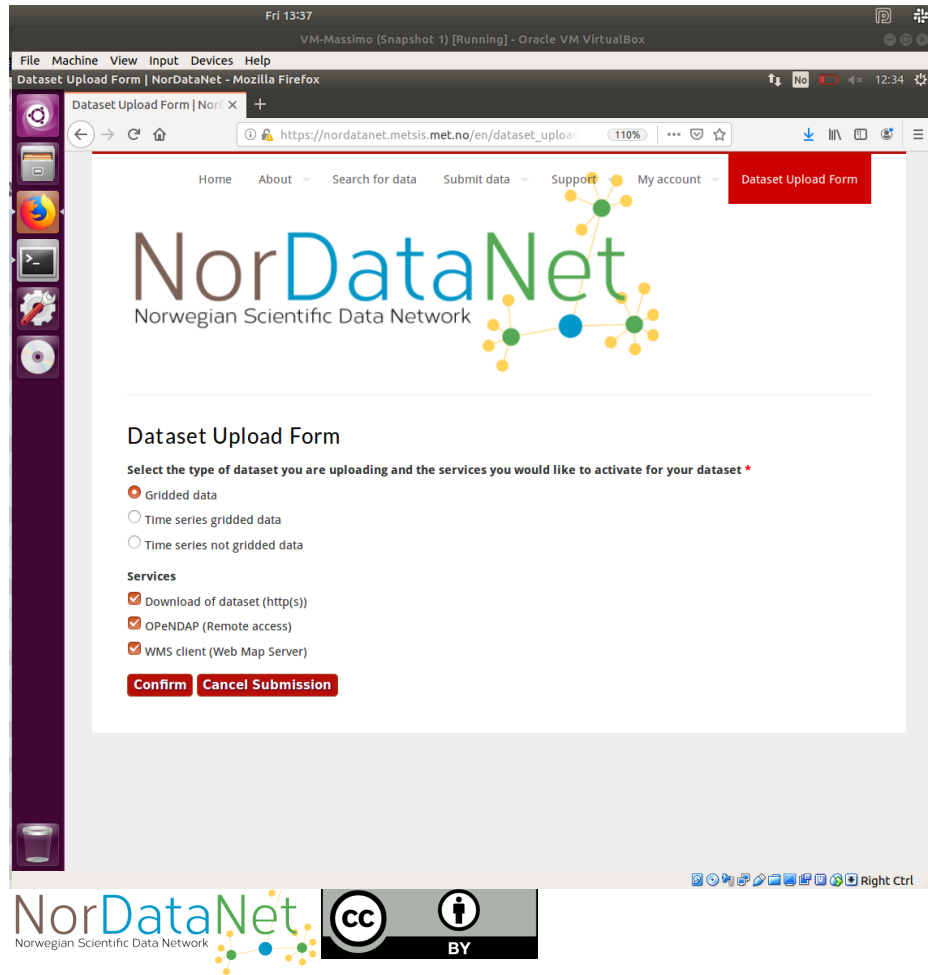 Fri 13:37
VM-Massimo (Snapshot 1) [Running] - Oracle VM VirtualBox
File Machine View Input Devices Help
Dataset Upload Form | NorDataNet - Mozilla Firefox No 12:34
Dataset Upload Form | Nor
https://nordatanet.metsis.met.no/en/dataset_uploa 110%
Home About Search for data Submit data Support My account Dataset Upload Form
NorDataNet
Norwegian Scientific Data Network
Dataset Upload Form
Select the type of dataset you are uploading and the services you would like to activate for your dataset *
Gridded data
Time series gridded data
Time series not gridded data
Services
Download of dataset (http(s))
OPeNDAP (Remote access)
WMS client (Web Map Server)
Confirm Cancel Submission
Right Ctrl
NorDataNet
Norwegian Scientific Data Network
cc
BY